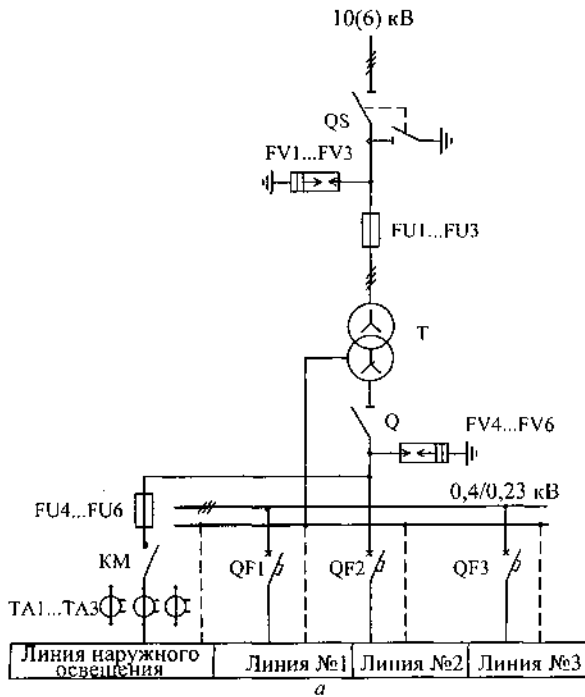 10(6) кВ
QS
FV1...FV3
FU1...FU3
T
Q
FV4...FV6
0,4/0,23 кВ
FU4...FU6
KM
QF1
QF2
QF3
TA1...TA3
Линия наружного
освещения
Линия №1
Линия №2
Линия №3
а